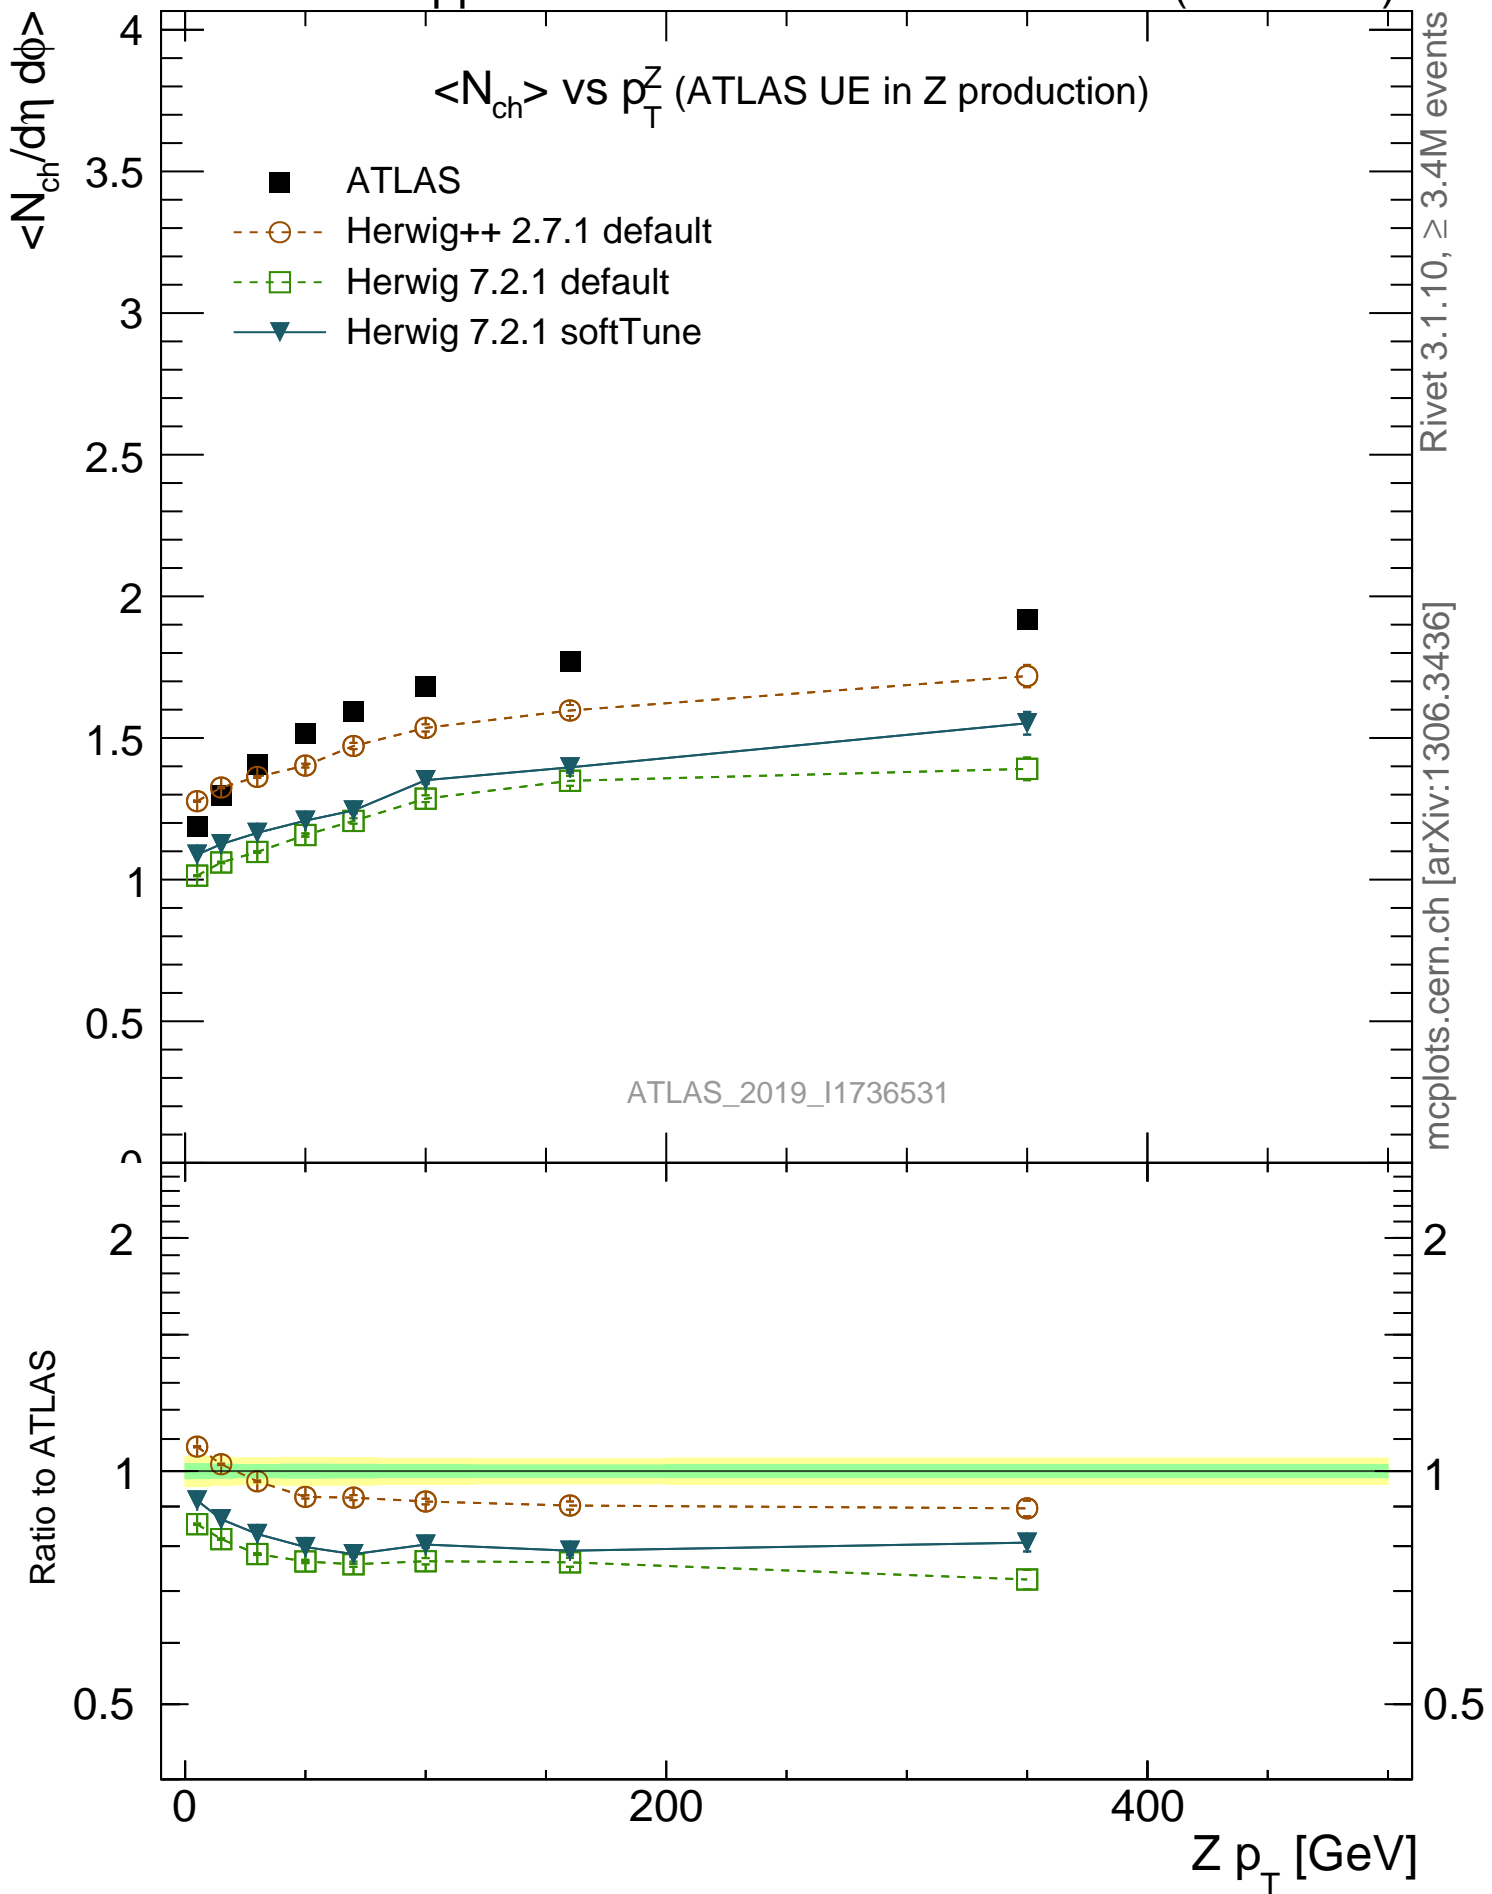 <N_ch> vs p_T^Z (ATLAS UE in Z production)
<N_ch/dη dϕ>
ATLAS
Herwig++ 2.7.1 default
Herwig 7.2.1 default
Herwig 7.2.1 softTune
4
3.5
3
2.5
2
1.5
1
0.5
0
ATLAS_2019_I1736531
Rivet 3.1.10, ≥ 3.4M events
mcplots.cern.ch [arXiv:1306.3436]
Ratio to ATLAS
2
1
0.5
2
1
0.5
0 200 400
Z p_T [GeV]